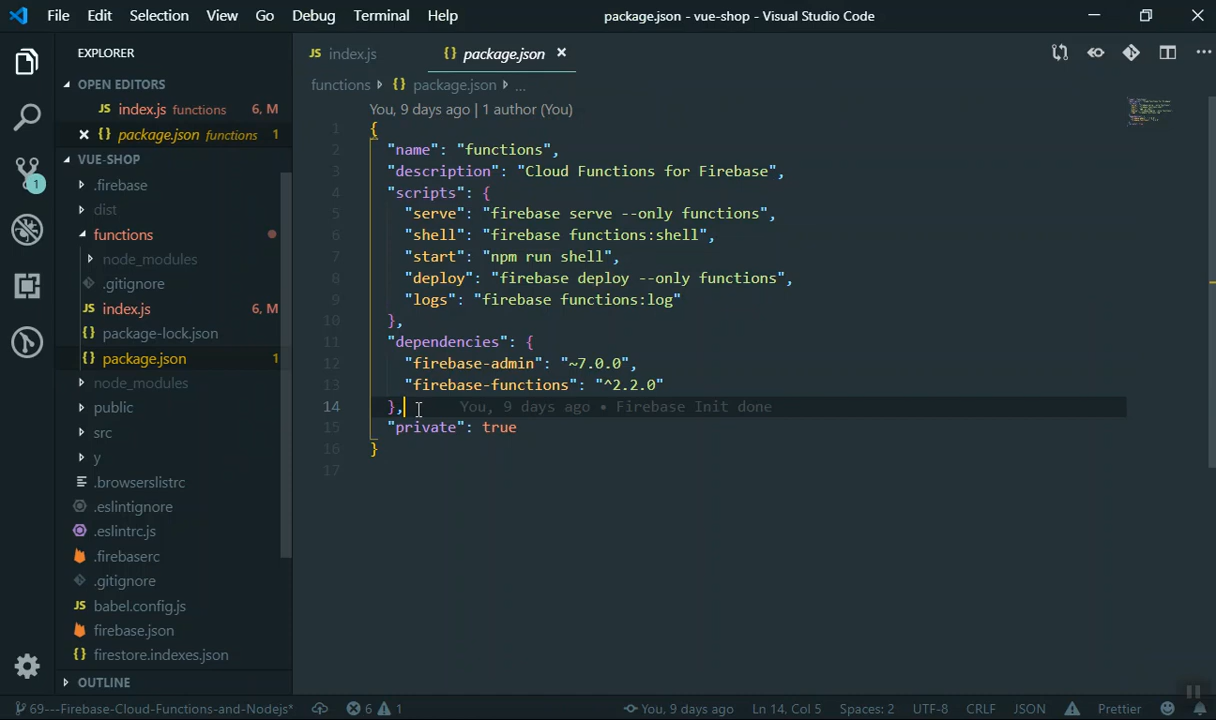 File Edit Selection View Go Debug Terminal Help
package.json - vue-shop - Visual Studio Code
EXPLORER
OPEN EDITORS
JS index.js functions 6, M
{} package.json functions 1
VUE-SHOP
.firebase
dist
functions
node_modules
.gitignore
JS index.js 6, M
{} package-lock.json
{} package.json 1
node_modules
public
src
y
.browserslistrc
.eslintignore
.eslintrc.js
.firebaserc
.gitignore
JS babel.config.js
firebase.json
{} firestore.indexes.json
OUTLINE
1
JS index.js
{} package.json
functions {} package.json ...
You, 9 days ago | 1 author (You)
1 {
2 "name": "functions",
3 "description": "Cloud Functions for Firebase",
4 "scripts": {
5 "serve": "firebase serve --only functions",
6 "shell": "firebase functions:shell",
7 "start": "npm run shell",
8 "deploy": "firebase deploy --only functions",
9 "logs": "firebase functions:log"
10 },
11 "dependencies": {
12 "firebase-admin": "~7.0.0",
13 "firebase-functions": "^2.2.0"
14 }, You, 9 days ago • Firebase Init done
15 "private": true
16 }
17
69---Firebase-Cloud-Functions-and-Nodejs* 6 1 You, 9 days ago Ln 14, Col 5 Spaces: 2 UTF-8 CRLF JSON Prettier